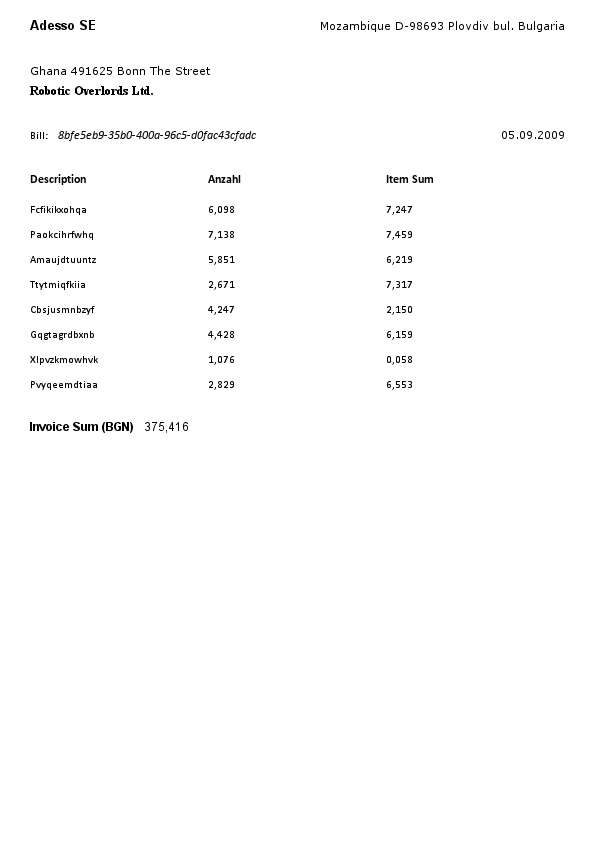 Adesso SE Mozambique D-98693 Plovdiv bul. Bulgaria
Ghana 491625 Bonn The Street
Robotic Overlords Ltd.
Bill: 8bfe5eb9-35b0-400a-96c5-d0fac43cfadc 05.09.2009
Description Anzahl Item Sum
Fcfikikxohqa 6,098 7,247
Paokcihrfwhq 7,138 7,459
Amaujdtuuntz 5,851 6,219
Ttytmiqfkiia 2,671 7,317
Cbsjusmnbzyf 4,247 2,150
Gqgtagrdbxnb 4,428 6,159
Xlpvzkmowhvk 1,076 0,058
Pvyqeemdtiaa 2,829 6,553
Invoice Sum (BGN) 375,416